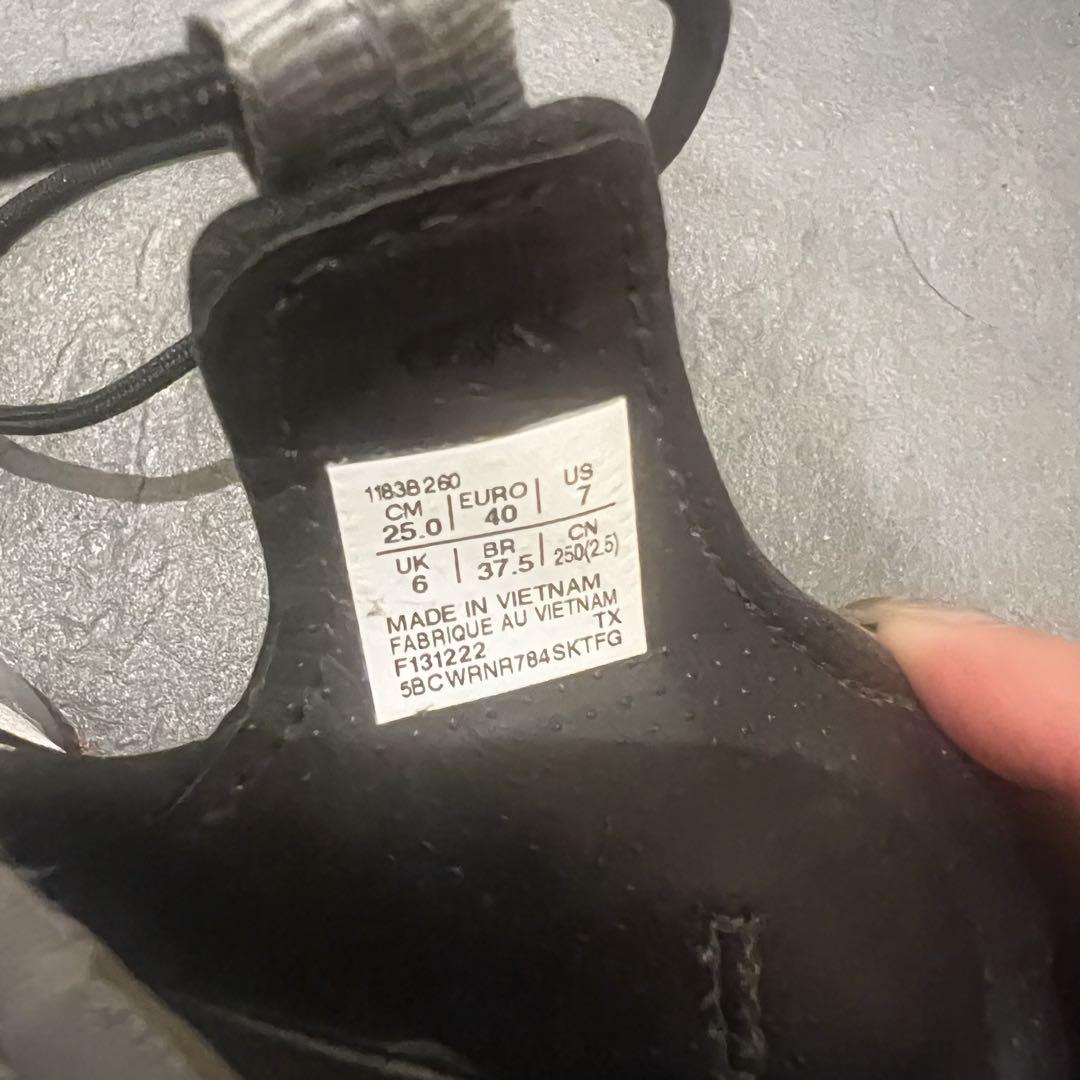 1183B260
CM | EURO | US
25.0 | 40 | 7
UK | BR | CN
6 | 37.5 | 250(2.5)
MADE IN VIETNAM
FABRIQUE AU VIETNAM
F131222 TX
5BCWRNR784SKTFG